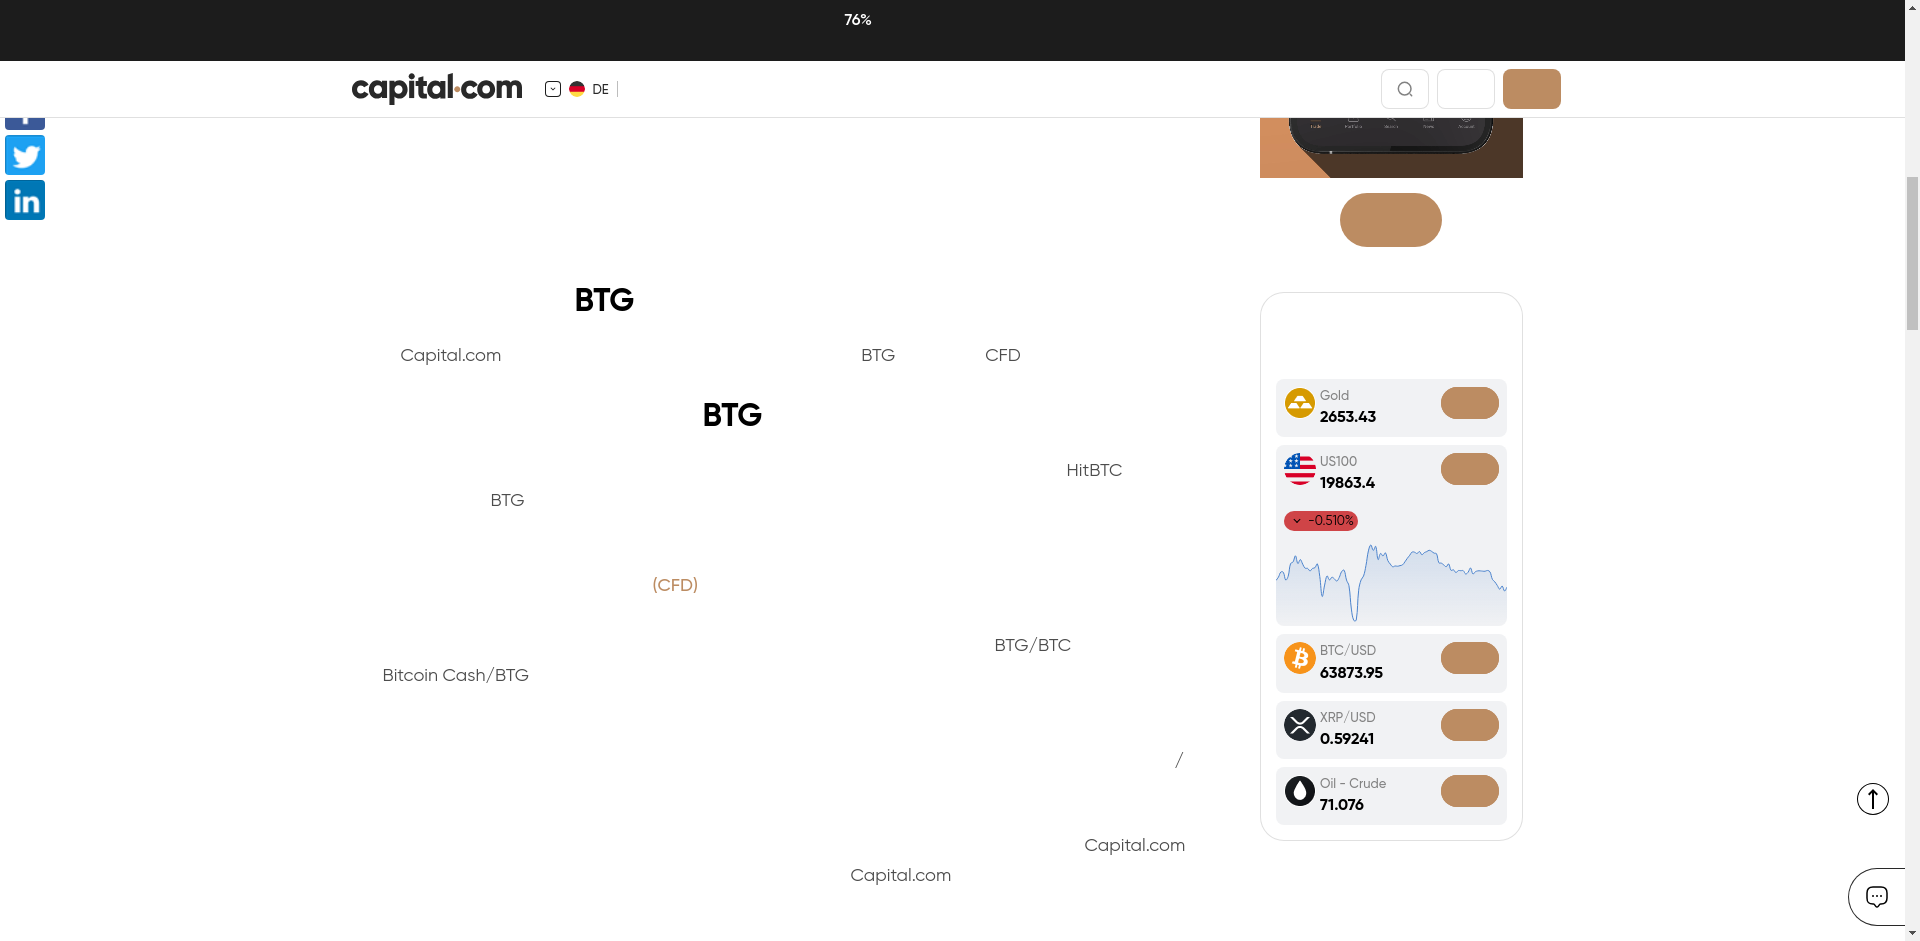 76%
capital.com
DE
BTG
Capital.com BTG CFD
BTG
HitBTC
BTG
(CFD)
BTG/BTC
Bitcoin Cash/BTG
/
Capital.com
Capital.com
Gold
2653.43
US100
19863.4
-0.510%
BTC/USD
63873.95
XRP/USD
0.59241
Oil - Crude
71.076